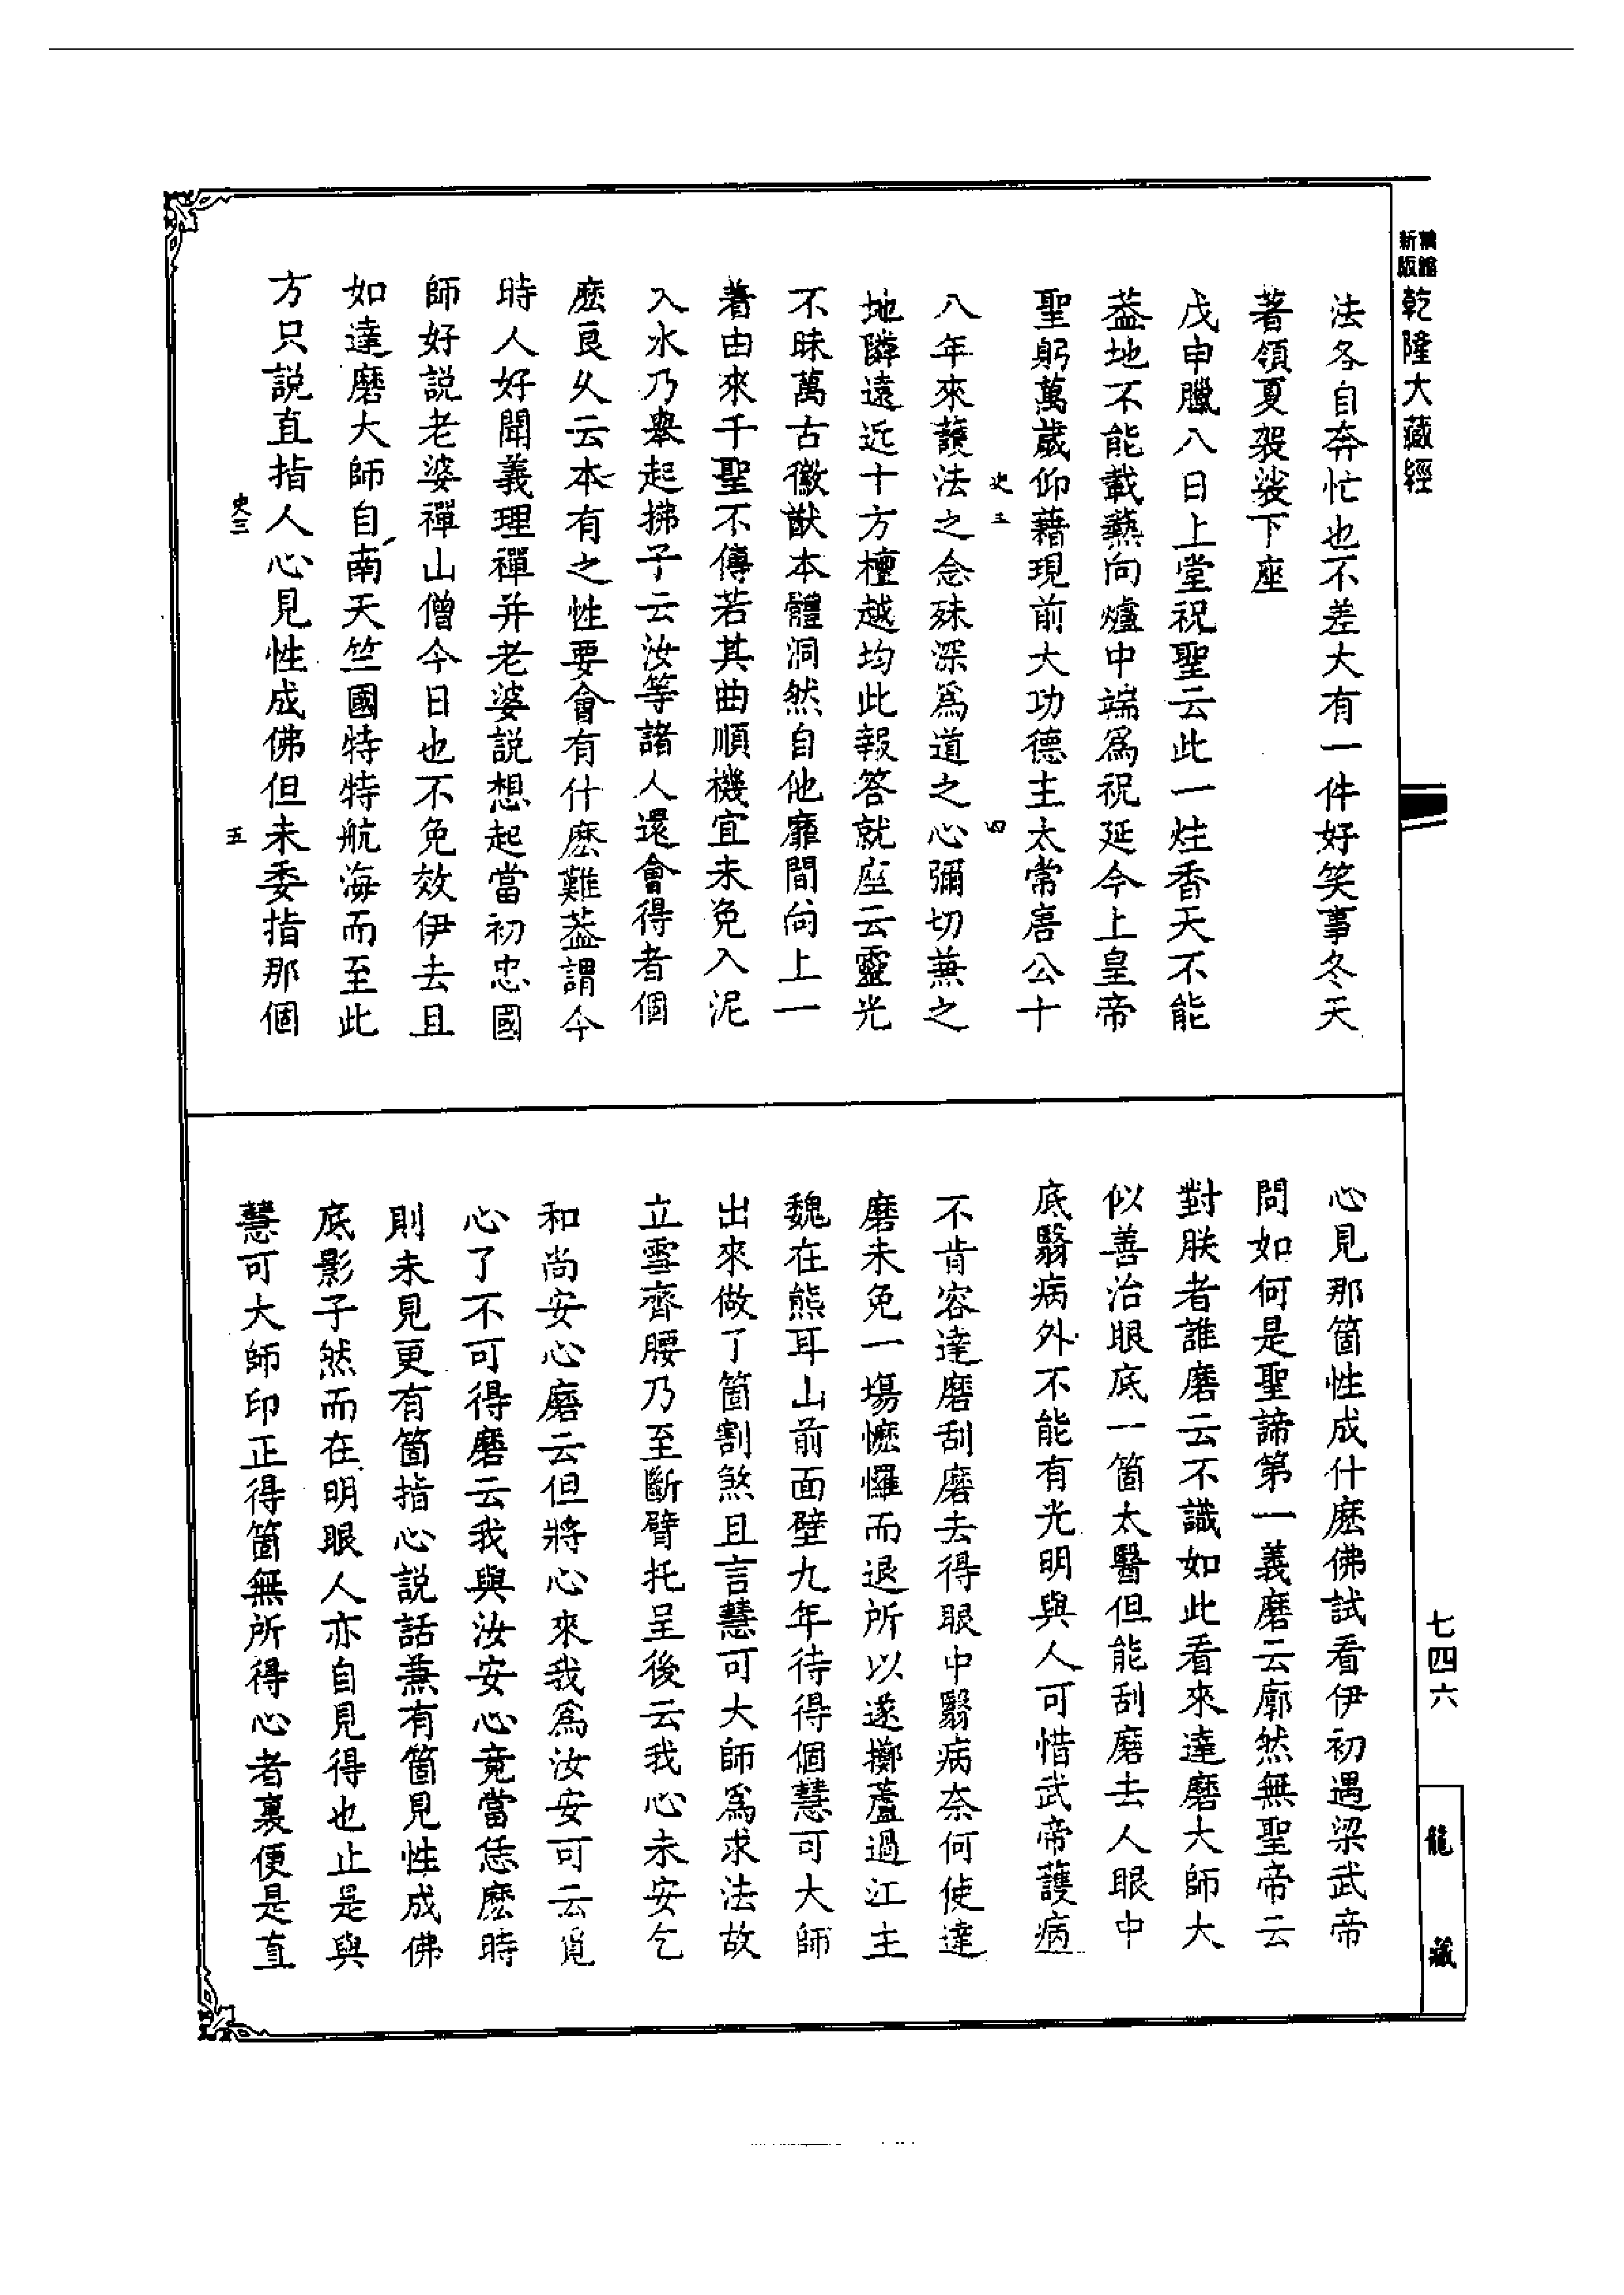 新版 精縮
乾隆大藏經
法各自奔忙也不差大有一件好笑事冬天
著領夏袈裟下座
戊申臘八日上堂祝聖云此一炷香天不能
葢地不能載爇向爐中端爲祝延今上皇帝
聖躬萬歲仰藉現前大功德主太常唐公十
史五
四
八年來護法之念殊深爲道之心彌切兼之
地隣遠近十方檀越均此報答就座云靈光
不昧萬古徽猷本體洞然自他靡間向上一
著由來千聖不傳若其曲順機宜未免入泥
入水乃舉起拂子云汝等諸人還會得者個
麽良久云本有之性要會有什麽難葢謂今
時人好聞義理禪并老婆說想起當初忠國
師好説老婆禪山僧今日也不免效伊去且
如達磨大師自南天竺國特特航海而至此
方只説直指人心見性成佛但未委指那個
史三
五
心見那箇性成什麽佛試看伊初遇梁武帝
問如何是聖諦第一義磨云廓然無聖帝云
對朕者誰磨云不識如此看來達磨大師大
似善治眼底一箇太醫但能刮磨去人眼中
底翳病外不能有光明與人可惜武帝護病
不肯容達磨刮磨去得眼中翳病奈何使達
磨未免一塲懡㦬而退所以遂擲蘆過江主
魏在熊耳山前面壁九年待得個慧可大師
出來做了箇割煞且言慧可大師爲求法故
立雪齊腰乃至斷臂托呈後云我心未安乞
和尚安心磨云但將心來我爲汝安可云覓
心了不可得磨云我與汝安心竟當恁麽時
則未見更有箇指心説話兼有箇見性成佛
底影子然而在明眼人亦自見得也止是與
慧可大師印正得箇無所得心者裏便是直
七四六
龍藏